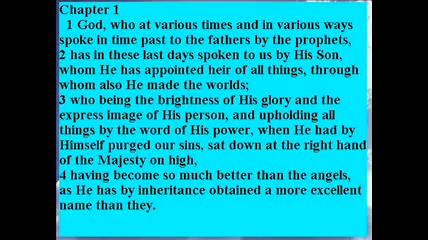 Chapter 1
1 God, who at various times and in various ways
spoke in time past to the fathers by the prophets,
2 has in these last days spoken to us by His Son,
whom He has appointed heir of all things, through
whom also He made the worlds;
3 who being the brightness of His glory and the
express image of His person, and upholding all
things by the word of His power, when He had by
Himself purged our sins, sat down at the right hand
of the Majesty on high,
4 having become so much better than the angels,
as He has by inheritance obtained a more excellent
name than they.